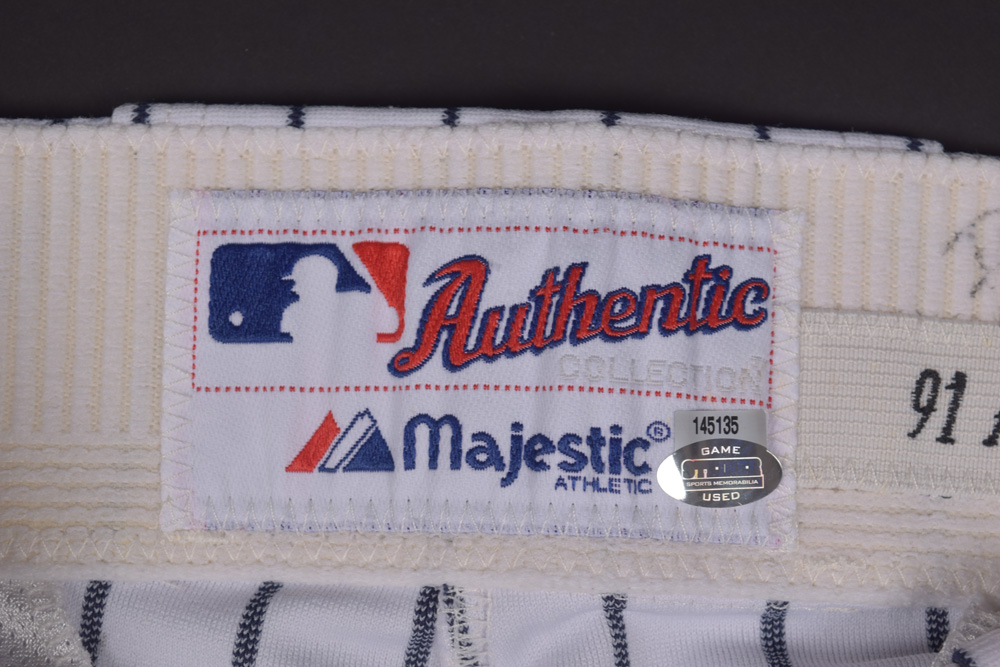 Authentic
COLLECTION
Majestic®
ATHLETIC
145135
GAME
SPORTS MEMORABILIA
USED
91